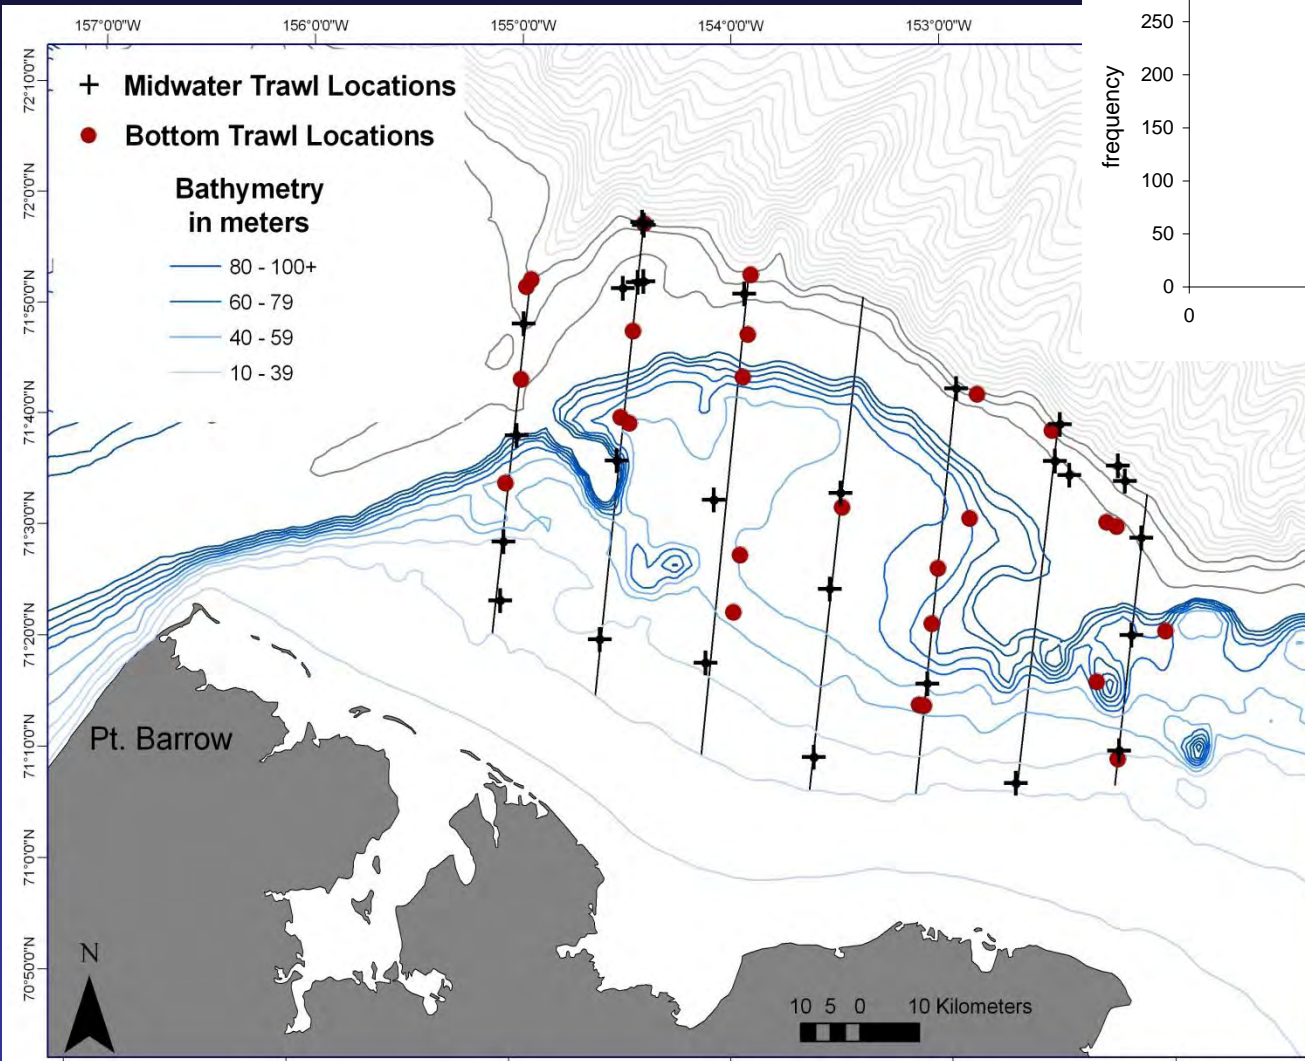 157°0'0"W 156°0'0"W 155°0'0"W 154°0'0"W 153°0'0"W
72°10'0"N
72°0'0"N
71°50'0"N
71°40'0"N
71°30'0"N
71°20'0"N
71°10'0"N
71°0'0"N
70°50'0"N
Midwater Trawl Locations
Bottom Trawl Locations
Bathymetry
in meters
80 - 100+
60 - 79
40 - 59
10 - 39
Pt. Barrow
N
10 5 0 10 Kilometers
frequency
250
200
150
100
50
0
0